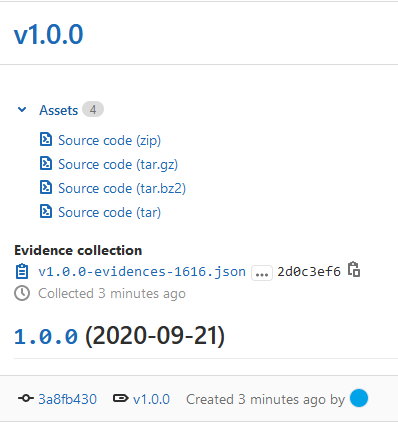 v1.0.0
Assets 4
Source code (zip)
Source code (tar.gz)
Source code (tar.bz2)
Source code (tar)
Evidence collection
v1.0.0-evidences-1616.json ... 2d0c3ef6
Collected 3 minutes ago
1.0.0 (2020-09-21)
3a8fb430 v1.0.0 Created 3 minutes ago by